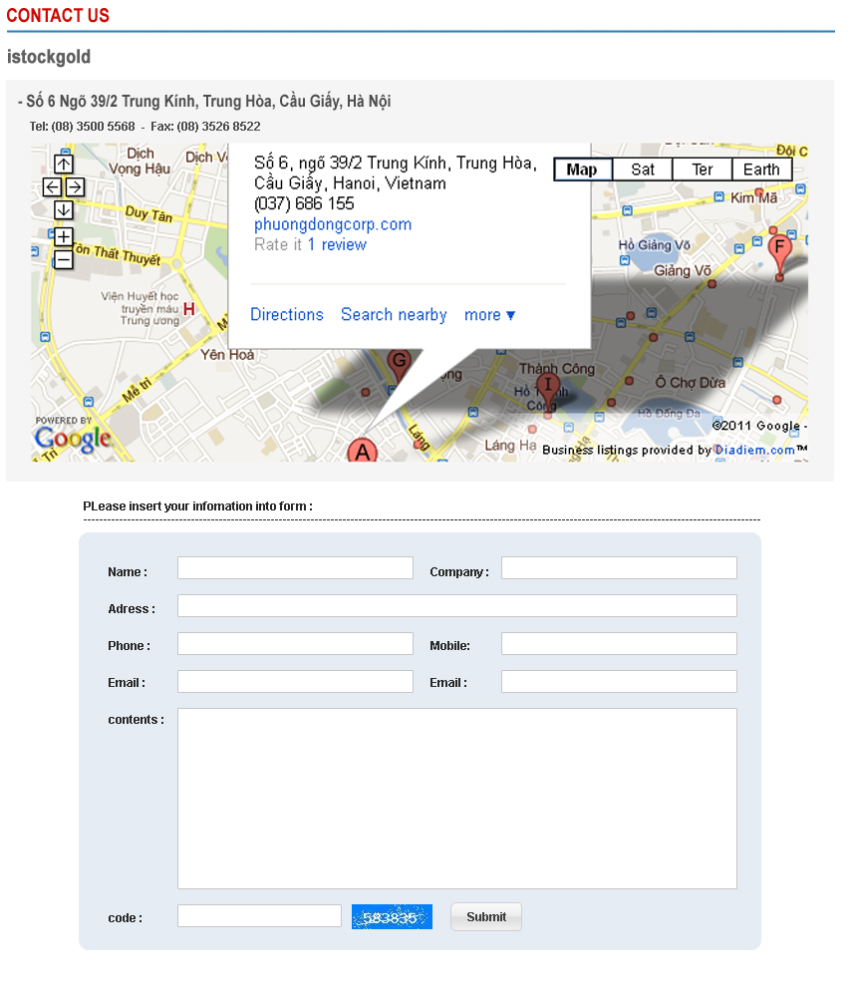 CONTACT US
istockgold
- Số 6 Ngõ 39/2 Trung Kính, Trung Hòa, Cầu Giấy, Hà Nội
Tel: (08) 3500 5568 - Fax: (08) 3526 8522
Dịch
Vọng Hậu
Dịch V
Số 6, ngõ 39/2 Trung Kính, Trung Hòa,
Cầu Giấy, Hanoi, Vietnam
(037) 686 155
phuongdongcorp.com
Rate it 1 review
Directions Search nearby more ▼
Đội C
Map Sat Ter Earth
Kim Mã
Duy Tân
Tôn Thất Thuyết
Hồ Giảng Võ
F
Giảng Võ
Viện Huyết học
truyền máu
Trung ương
H
Yên Hoà
Mễ trì
G
Thành Công
I
Công
Ô Chợ Dừa
Hồ Đống Đa
Láng
Láng Hạ
A
POWERED BY
Google
©2011 Google -
Business listings provided by Diadiem.com™
PLease insert your infomation into form :
Name : Company :
Adress :
Phone : Mobile:
Email : Email :
contents :
code : 583835 Submit